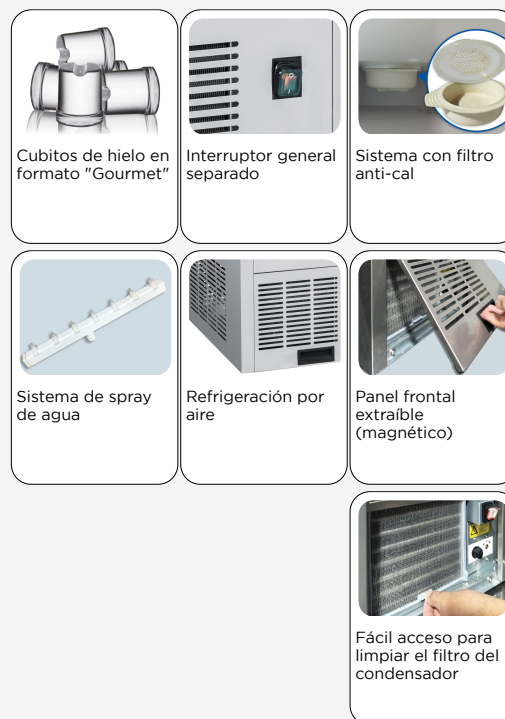 Cubitos de hielo en
formato "Gourmet"
Interruptor general
separado
Sistema con filtro
anti-cal
Sistema de spray
de agua
Refrigeración por
aire
Panel frontal
extraíble
(magnético)
Fácil acceso para
limpiar el filtro del
condensador